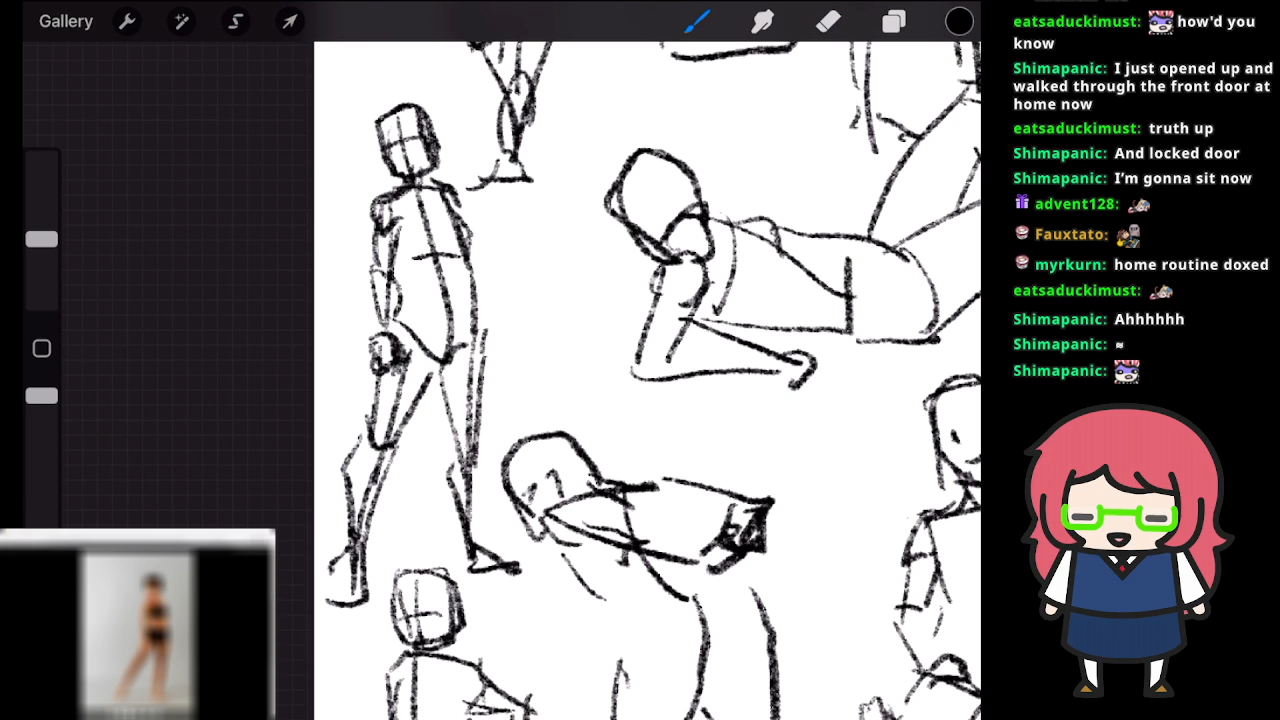 Gallery
eatsaduckimust: how'd you
know
Shimapanic: I just opened up and
walked through the front door at
home now
eatsaduckimust: truth up
Shimapanic: And locked door
Shimapanic: I'm gonna sit now
advent128:
Fauxtato:
myrkurn: home routine doxed
eatsaduckimust:
Shimapanic: Ahhhhhh
Shimapanic: ≈
Shimapanic: